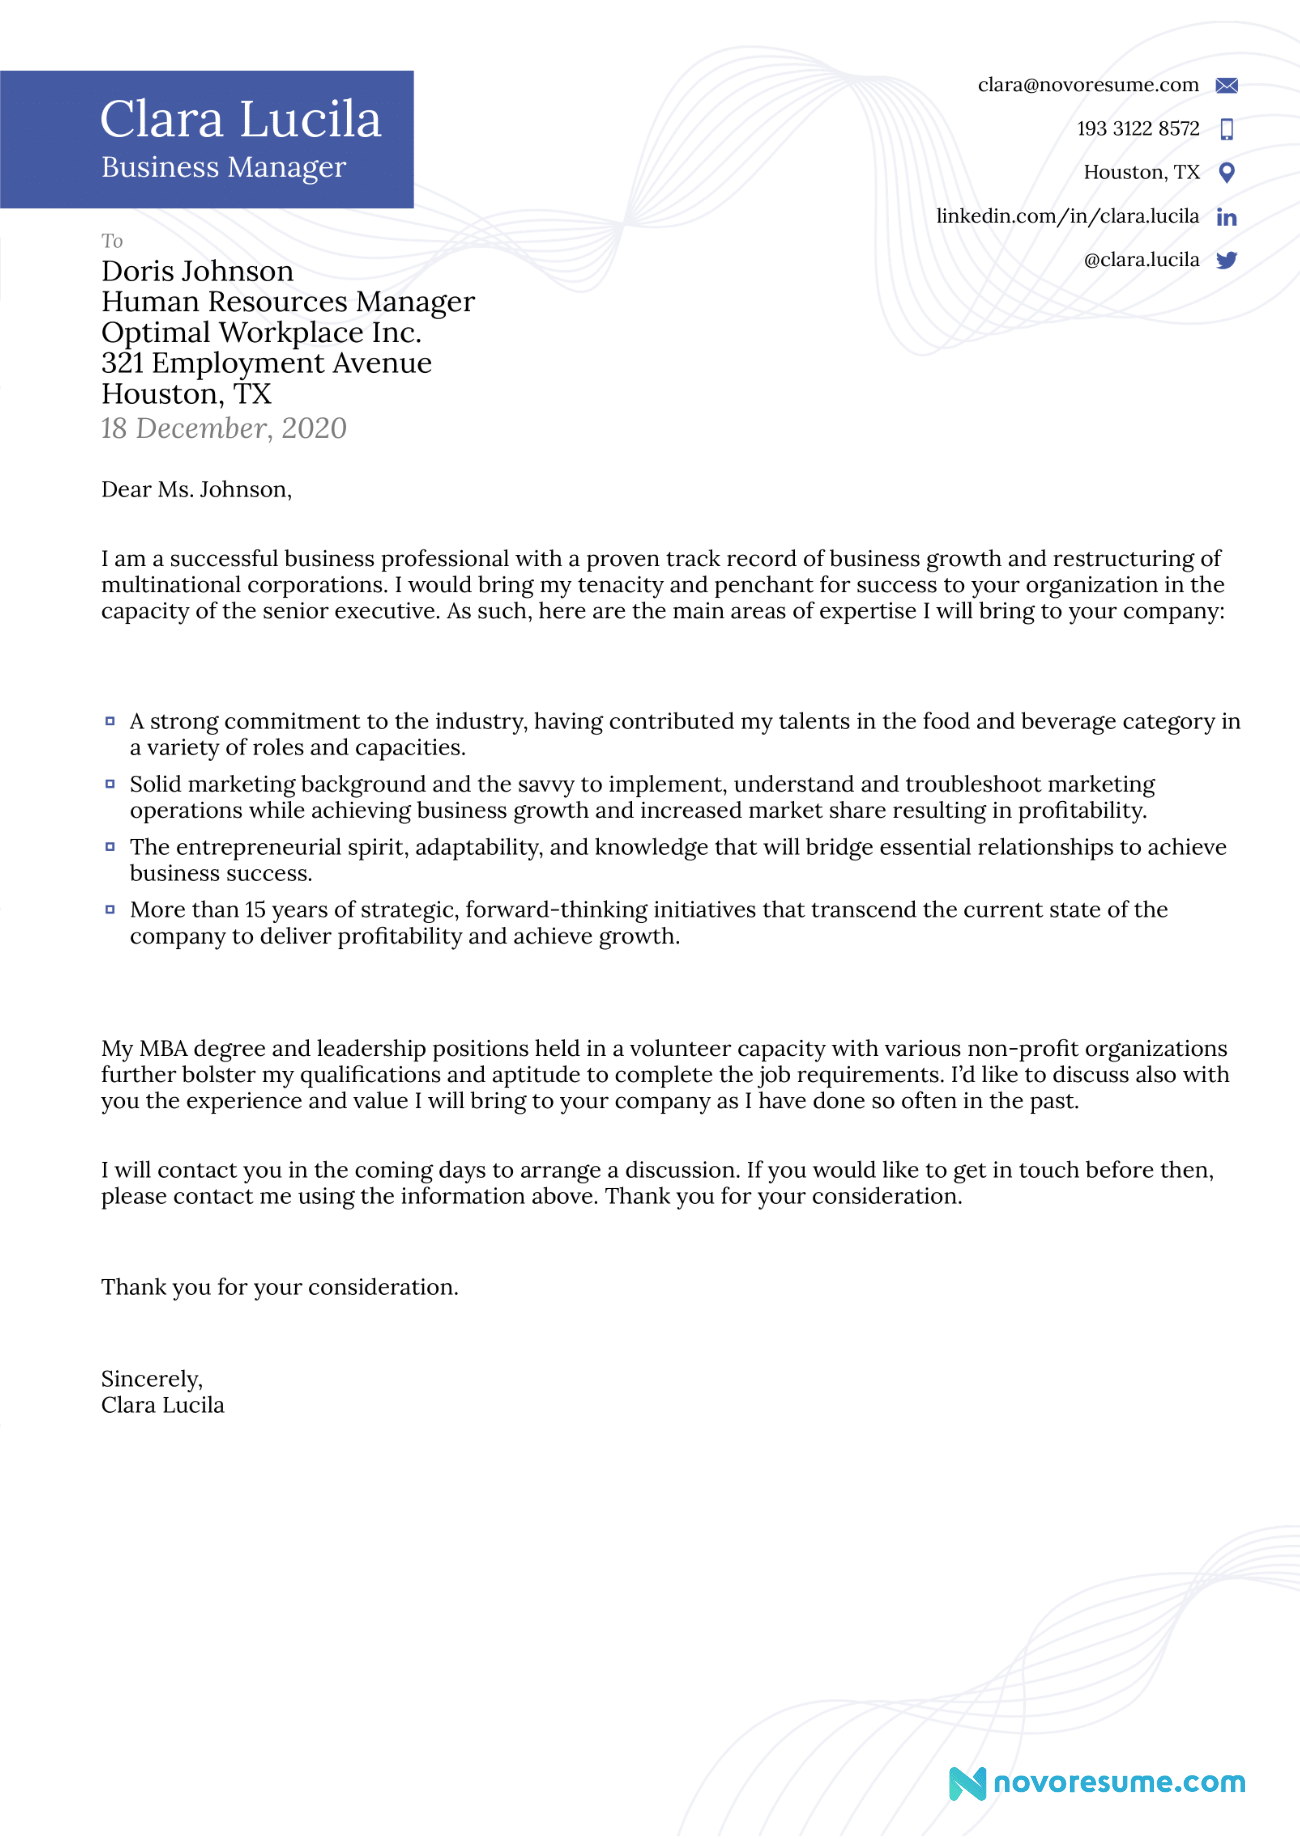 Clara Lucila
Business Manager
clara@novoresume.com
193 3122 8572
Houston, TX
linkedin.com/in/clara.lucila
@clara.lucila
To
Doris Johnson
Human Resources Manager
Optimal Workplace Inc.
321 Employment Avenue
Houston, TX
18 December, 2020
Dear Ms. Johnson,
I am a successful business professional with a proven track record of business growth and restructuring of
multinational corporations. I would bring my tenacity and penchant for success to your organization in the
capacity of the senior executive. As such, here are the main areas of expertise I will bring to your company:
A strong commitment to the industry, having contributed my talents in the food and beverage category in
a variety of roles and capacities.
Solid marketing background and the savvy to implement, understand and troubleshoot marketing
operations while achieving business growth and increased market share resulting in profitability.
The entrepreneurial spirit, adaptability, and knowledge that will bridge essential relationships to achieve
business success.
More than 15 years of strategic, forward-thinking initiatives that transcend the current state of the
company to deliver profitability and achieve growth.
My MBA degree and leadership positions held in a volunteer capacity with various non-profit organizations
further bolster my qualifications and aptitude to complete the job requirements. I’d like to discuss also with
you the experience and value I will bring to your company as I have done so often in the past.
I will contact you in the coming days to arrange a discussion. If you would like to get in touch before then,
please contact me using the information above. Thank you for your consideration.
Thank you for your consideration.
Sincerely,
Clara Lucila
novoresume.com